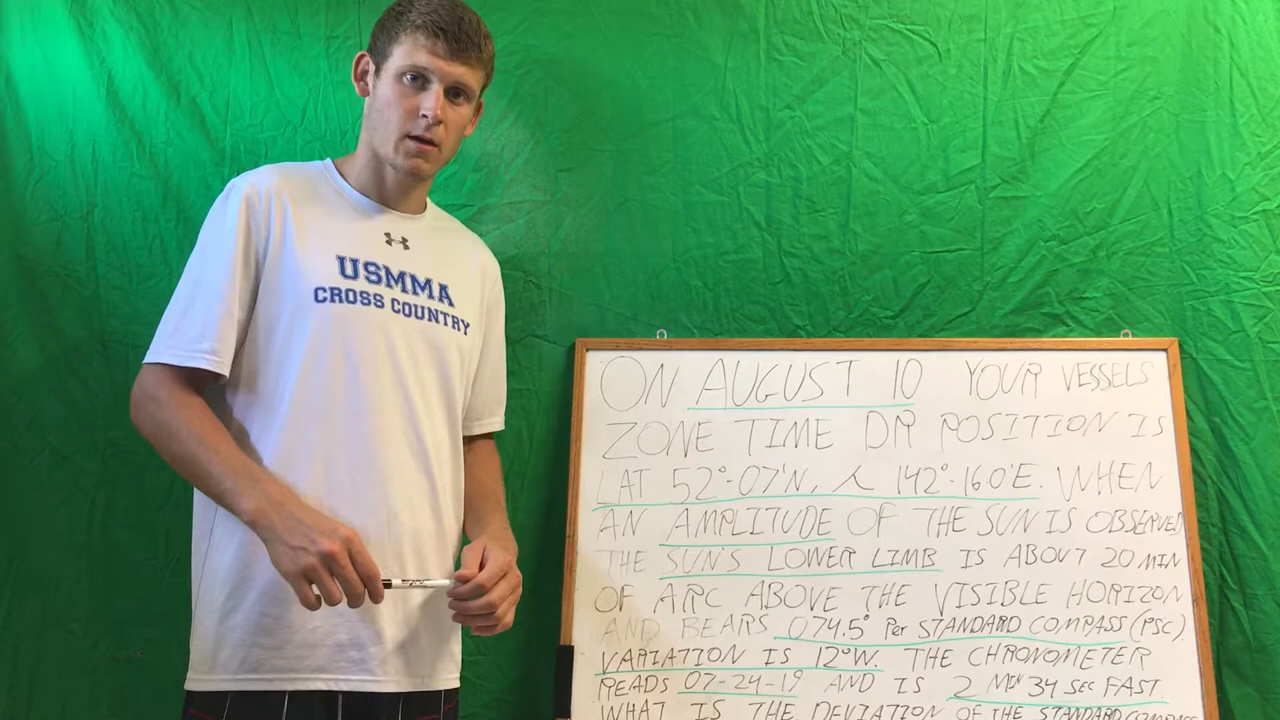 USMMA
CROSS COUNTRY
ON AUGUST 10 YOUR VESSELS
ZONE TIME DR POSITION IS
LAT 52°-07'N, λ 142°-16.0'E. WHEN
AN AMPLITUDE OF THE SUN IS OBSERVED
THE SUN'S LOWER LIMB IS ABOUT 20 MIN
OF ARC ABOVE THE VISIBLE HORIZON
AND BEARS 074.5° PER STANDARD COMPASS (PSC)
VARIATION IS 12°W. THE CHRONOMETER
READS 07-24-19 AND IS 2 MIN 34 SEC FAST.
WHAT IS THE DEVIATION OF THE STANDARD COMPASS